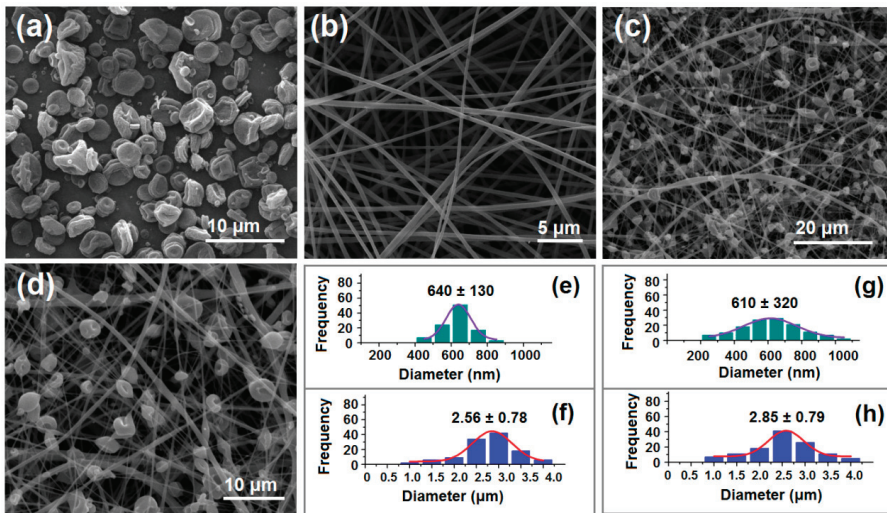 (a)
10 µm
(b)
5 µm
(c)
20 µm
(d)
10 µm
(e)
640 ± 130
Frequency
80
60
40
20
0
200 400 600 800 1000
Diameter (nm)
(g)
610 ± 320
Frequency
80
60
40
20
0
200 400 600 800 1000
Diameter (nm)
(f)
2.56 ± 0.78
Frequency
80
60
40
20
0
0 0.5 1.0 1.5 2.0 2.5 3.0 3.5 4.0
Diameter (µm)
(h)
2.85 ± 0.79
Frequency
80
60
40
20
0
0 0.5 1.0 1.5 2.0 2.5 3.0 3.5 4.0
Diameter (µm)